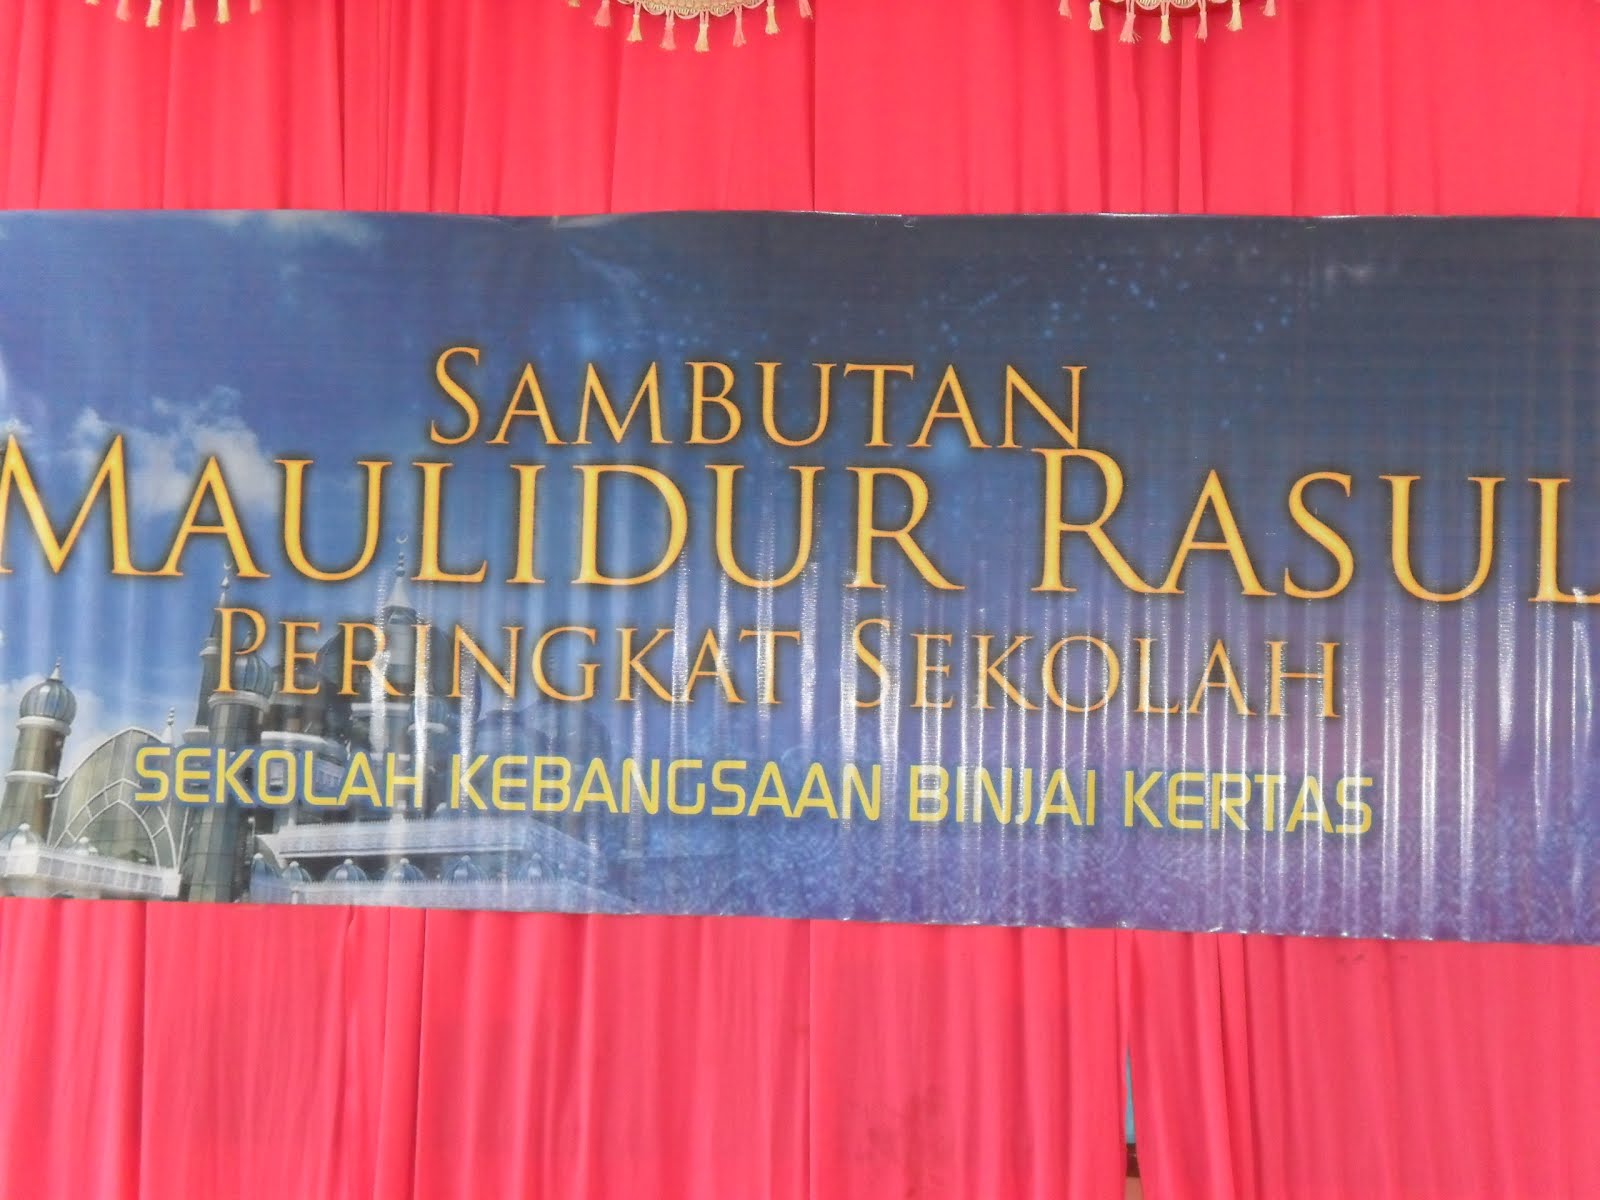 SAMBUTAN
MAULIDUR RASUL
PERINGKAT SEKOLAH
SEKOLAH KEBANGSAAN BINJAI KERTAS